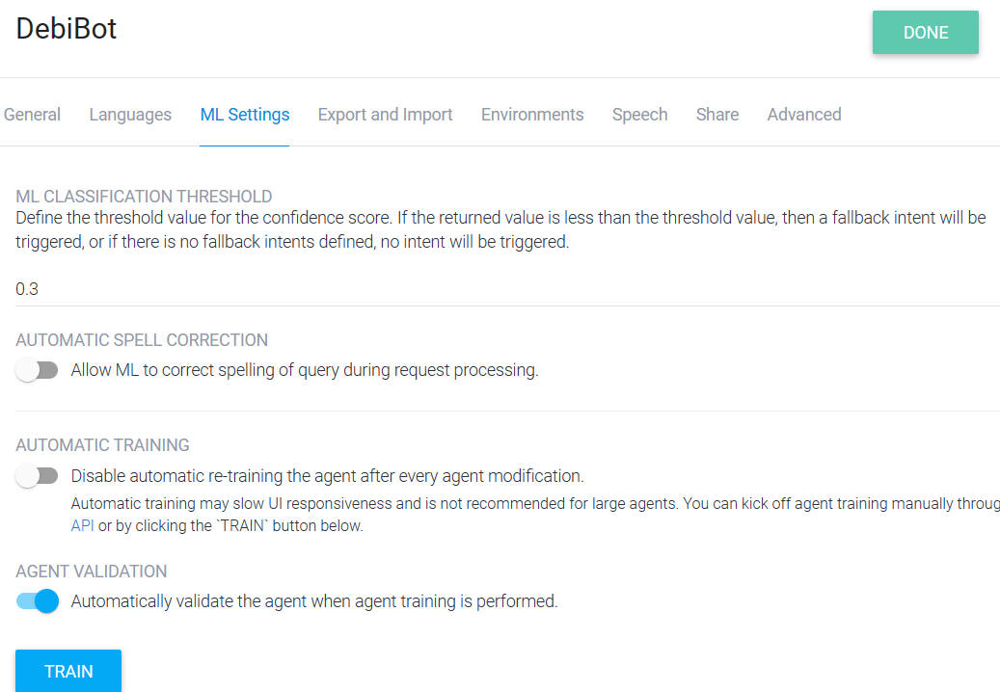 DebiBot
DONE
General Languages ML Settings Export and Import Environments Speech Share Advanced
ML CLASSIFICATION THRESHOLD
Define the threshold value for the confidence score. If the returned value is less than the threshold value, then a fallback intent will be
triggered, or if there is no fallback intents defined, no intent will be triggered.
0.3
AUTOMATIC SPELL CORRECTION
Allow ML to correct spelling of query during request processing.
AUTOMATIC TRAINING
Disable automatic re-training the agent after every agent modification.
Automatic training may slow UI responsiveness and is not recommended for large agents. You can kick off agent training manually throug
API or by clicking the `TRAIN` button below.
AGENT VALIDATION
Automatically validate the agent when agent training is performed.
TRAIN